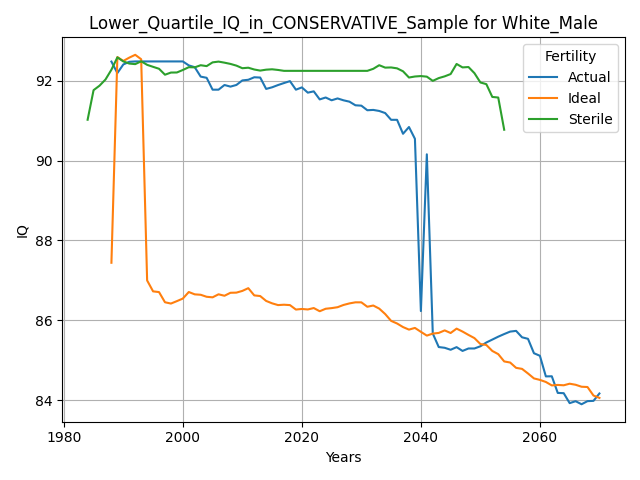 Lower_Quartile_IQ_in_CONSERVATIVE_Sample for White_Male
Fertility
Actual
Ideal
Sterile
IQ
92
90
88
86
84
1980
2000
2020
2040
2060
Years